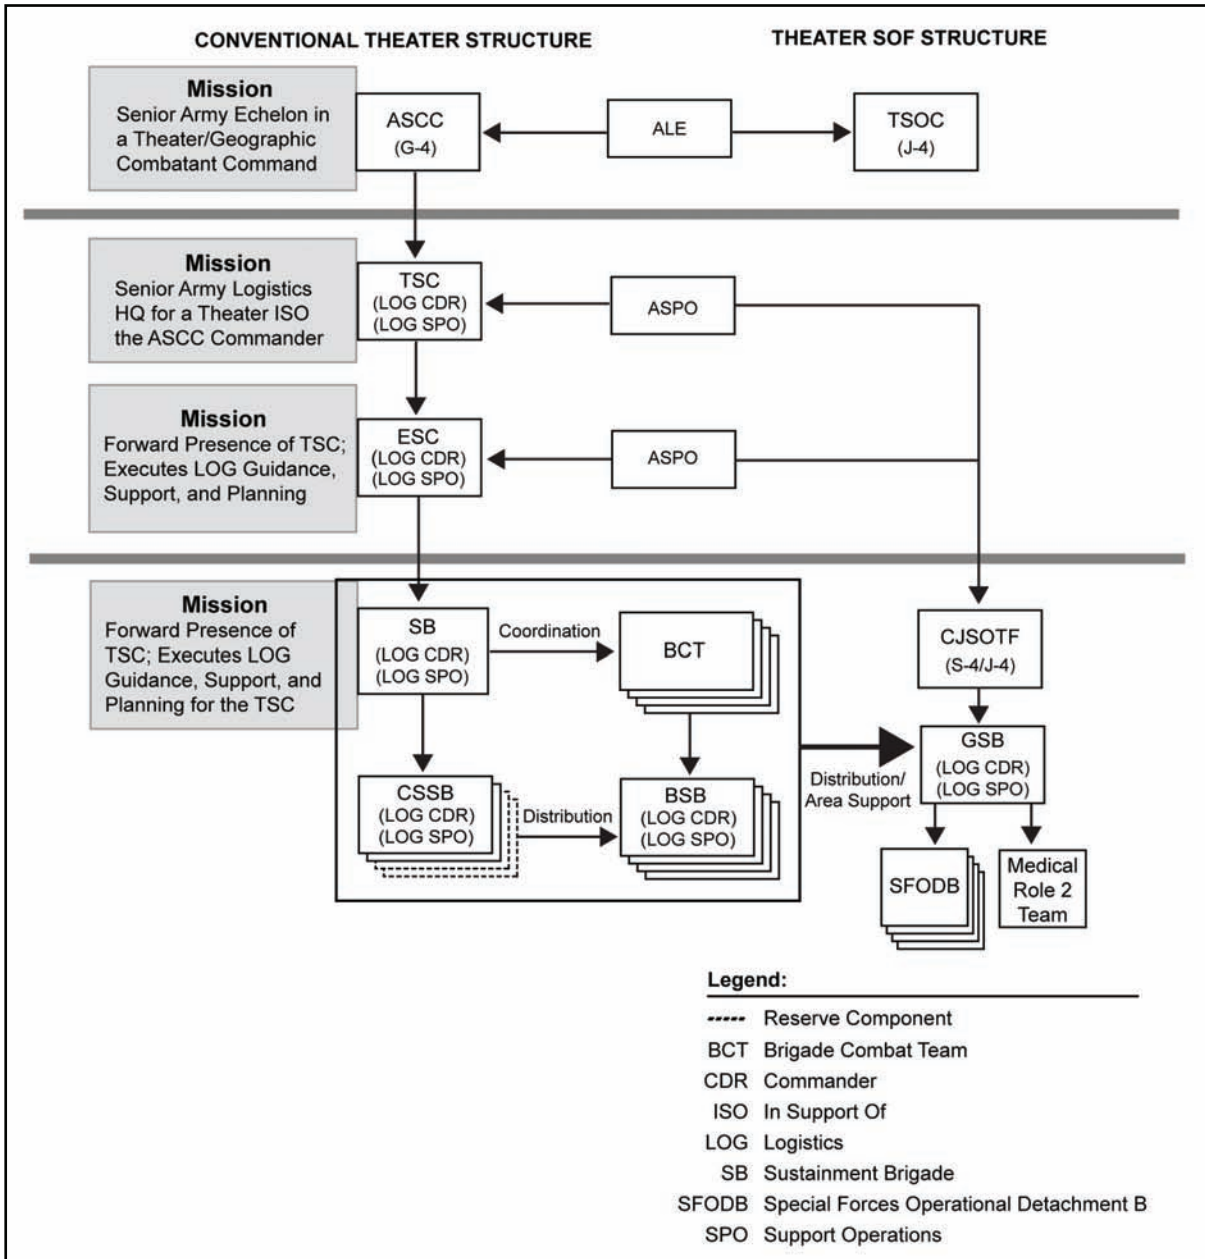 CONVENTIONAL THEATER STRUCTURE
THEATER SOF STRUCTURE
Mission
Senior Army Echelon in
a Theater/Geographic
Combatant Command
ASCC
(G-4)
ALE
TSOC
(J-4)
Mission
Senior Army Logistics
HQ for a Theater ISO
the ASCC Commander
TSC
(LOG CDR)
(LOG SPO)
ASPO
Mission
Forward Presence of TSC;
Executes LOG Guidance,
Support, and Planning
ESC
(LOG CDR)
(LOG SPO)
ASPO
Mission
Forward Presence of
TSC; Executes LOG
Guidance, Support, and
Planning for the TSC
SB
(LOG CDR)
(LOG SPO)
Coordination
BCT
CJSOTF
(S-4/J-4)
CSSB
(LOG CDR)
(LOG SPO)
Distribution
BSB
(LOG CDR)
(LOG SPO)
Distribution/
Area Support
GSB
(LOG CDR)
(LOG SPO)
SFODB
Medical
Role 2
Team
Legend:
----- Reserve Component
BCT Brigade Combat Team
CDR Commander
ISO In Support Of
LOG Logistics
SB Sustainment Brigade
SFODB Special Forces Operational Detachment B
SPO Support Operations